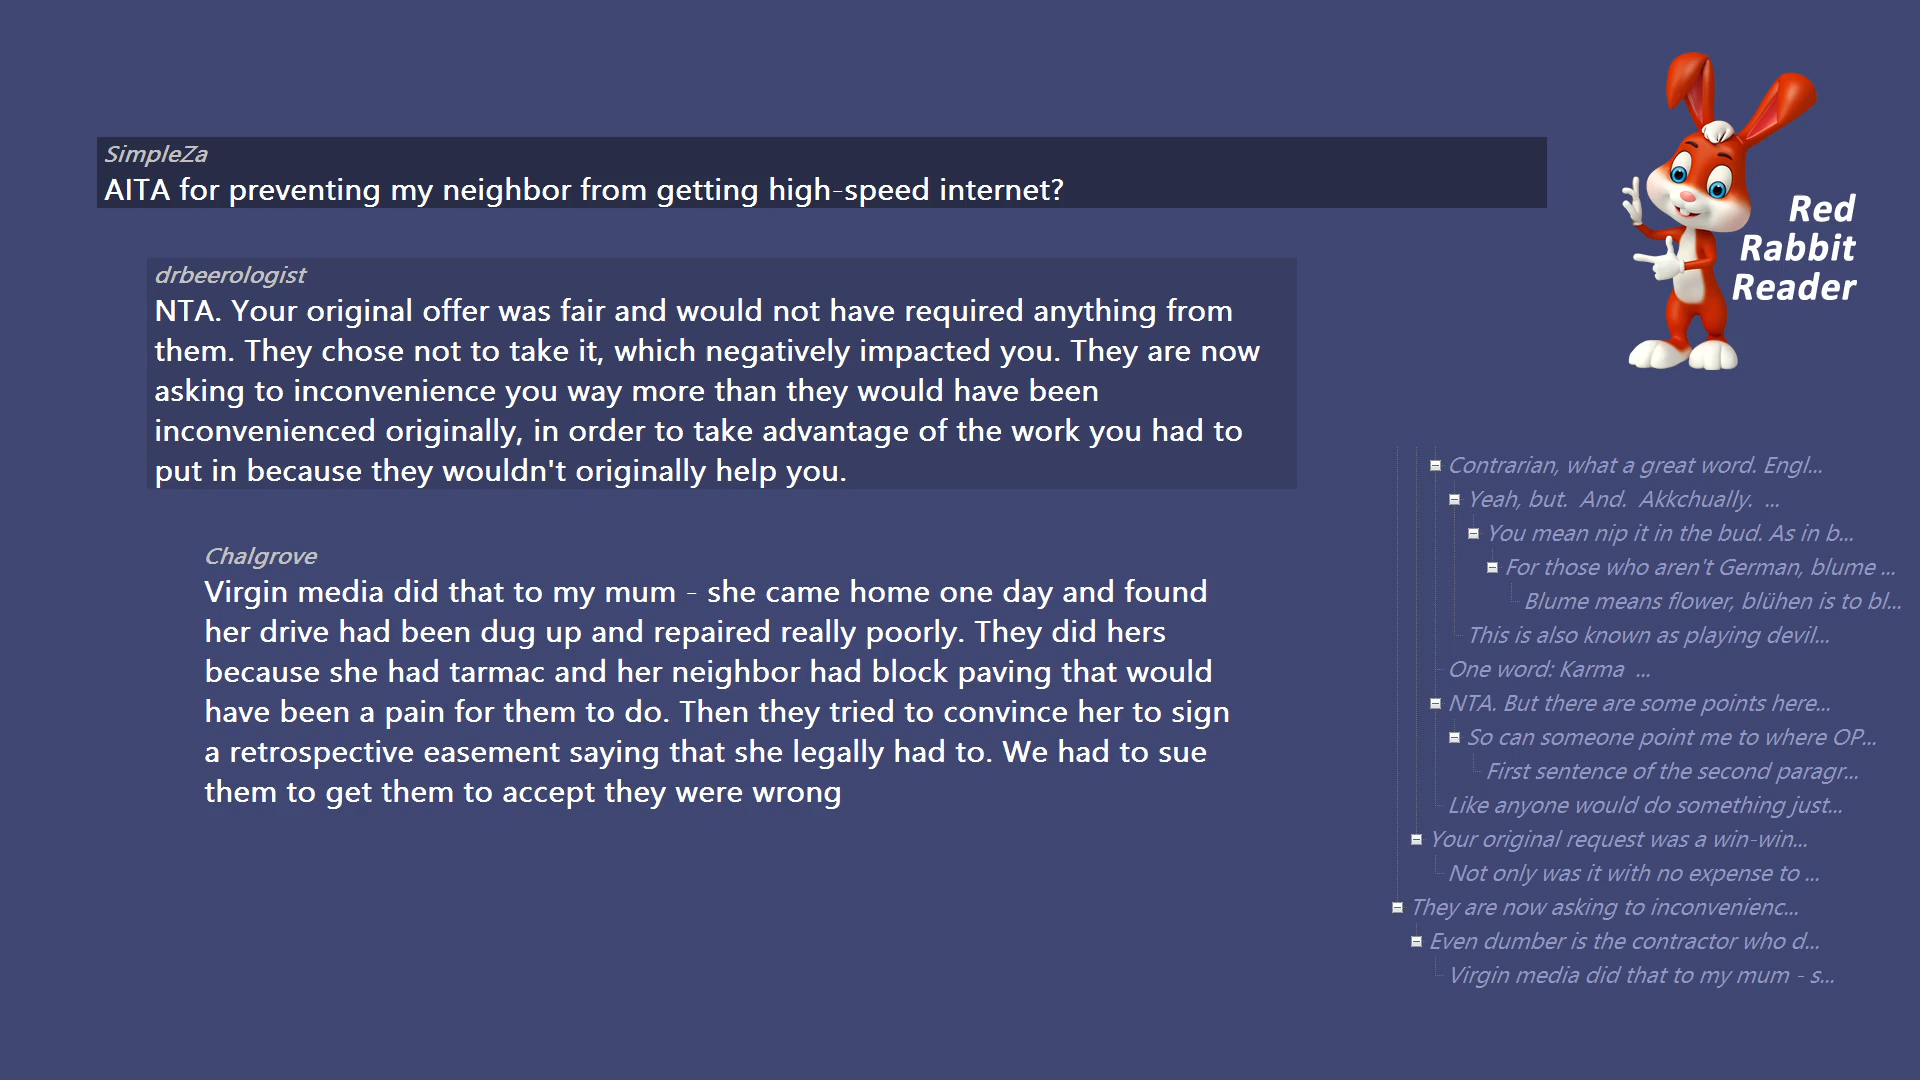 SimpleZa
AITA for preventing my neighbor from getting high-speed internet?
drbeerologist
NTA. Your original offer was fair and would not have required anything from
them. They chose not to take it, which negatively impacted you. They are now
asking to inconvenience you way more than they would have been
inconvenienced originally, in order to take advantage of the work you had to
put in because they wouldn't originally help you.
Chalgrove
Virgin media did that to my mum - she came home one day and found
her drive had been dug up and repaired really poorly. They did hers
because she had tarmac and her neighbor had block paving that would
have been a pain for them to do. Then they tried to convince her to sign
a retrospective easement saying that she legally had to. We had to sue
them to get them to accept they were wrong
Red
Rabbit
Reader
Contrarian, what a great word. Engl...
Yeah, but.  And.  Akkchually.  ...
You mean nip it in the bud. As in b...
For those who aren't German, blume ...
Blume means flower, blühen is to bl...
This is also known as playing devil...
One word: Karma  ...
NTA. But there are some points here...
So can someone point me to where OP...
First sentence of the second paragr...
Like anyone would do something just...
Your original request was a win-win...
Not only was it with no expense to ...
They are now asking to inconvenienc...
Even dumber is the contractor who d...
Virgin media did that to my mum - s...